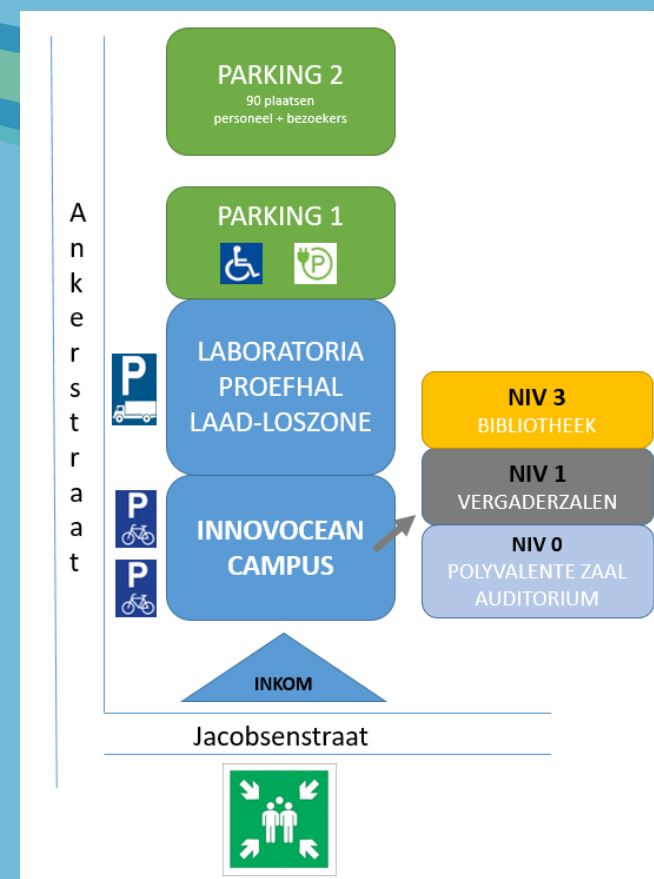 PARKING 2
90 plaatsen
personeel + bezoekers
Ankerstraat
PARKING 1
P
LABORATORIA
PROEFHAL
LAAD-LOSZONE
P
NIV 3
BIBLIOTHEEK
NIV 1
VERGADERZALEN
NIV 0
POLYVALENTE ZAAL
AUDITORIUM
P
P
INNOVOCEAN
CAMPUS
INKOM
Jacobsenstraat